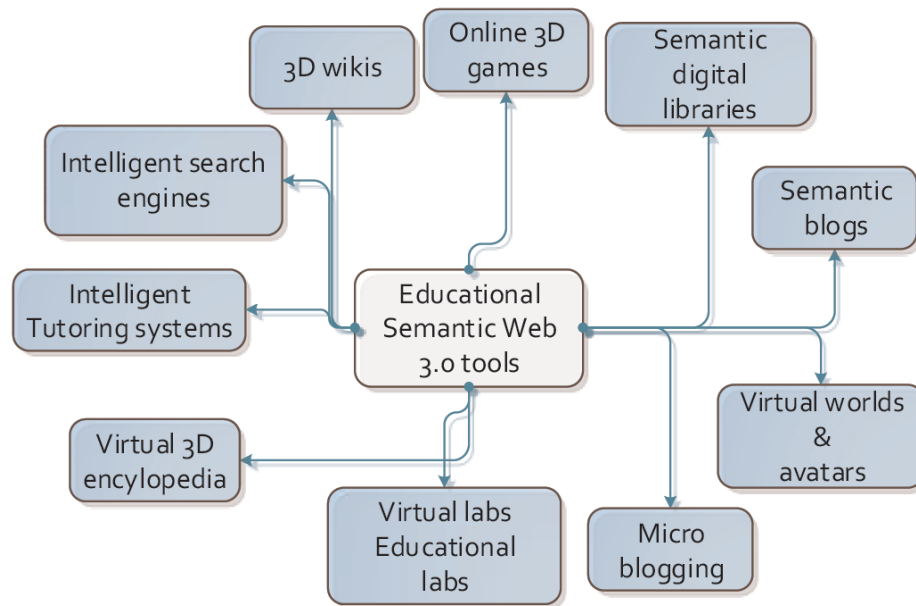 3D wikis
Online 3D
games
Semantic
digital
libraries
Intelligent search
engines
Semantic
blogs
Intelligent
Tutoring systems
Educational
Semantic Web
3.0 tools
Virtual worlds
&
avatars
Virtual 3D
encylopedia
Virtual labs
Educational
labs
Micro
blogging